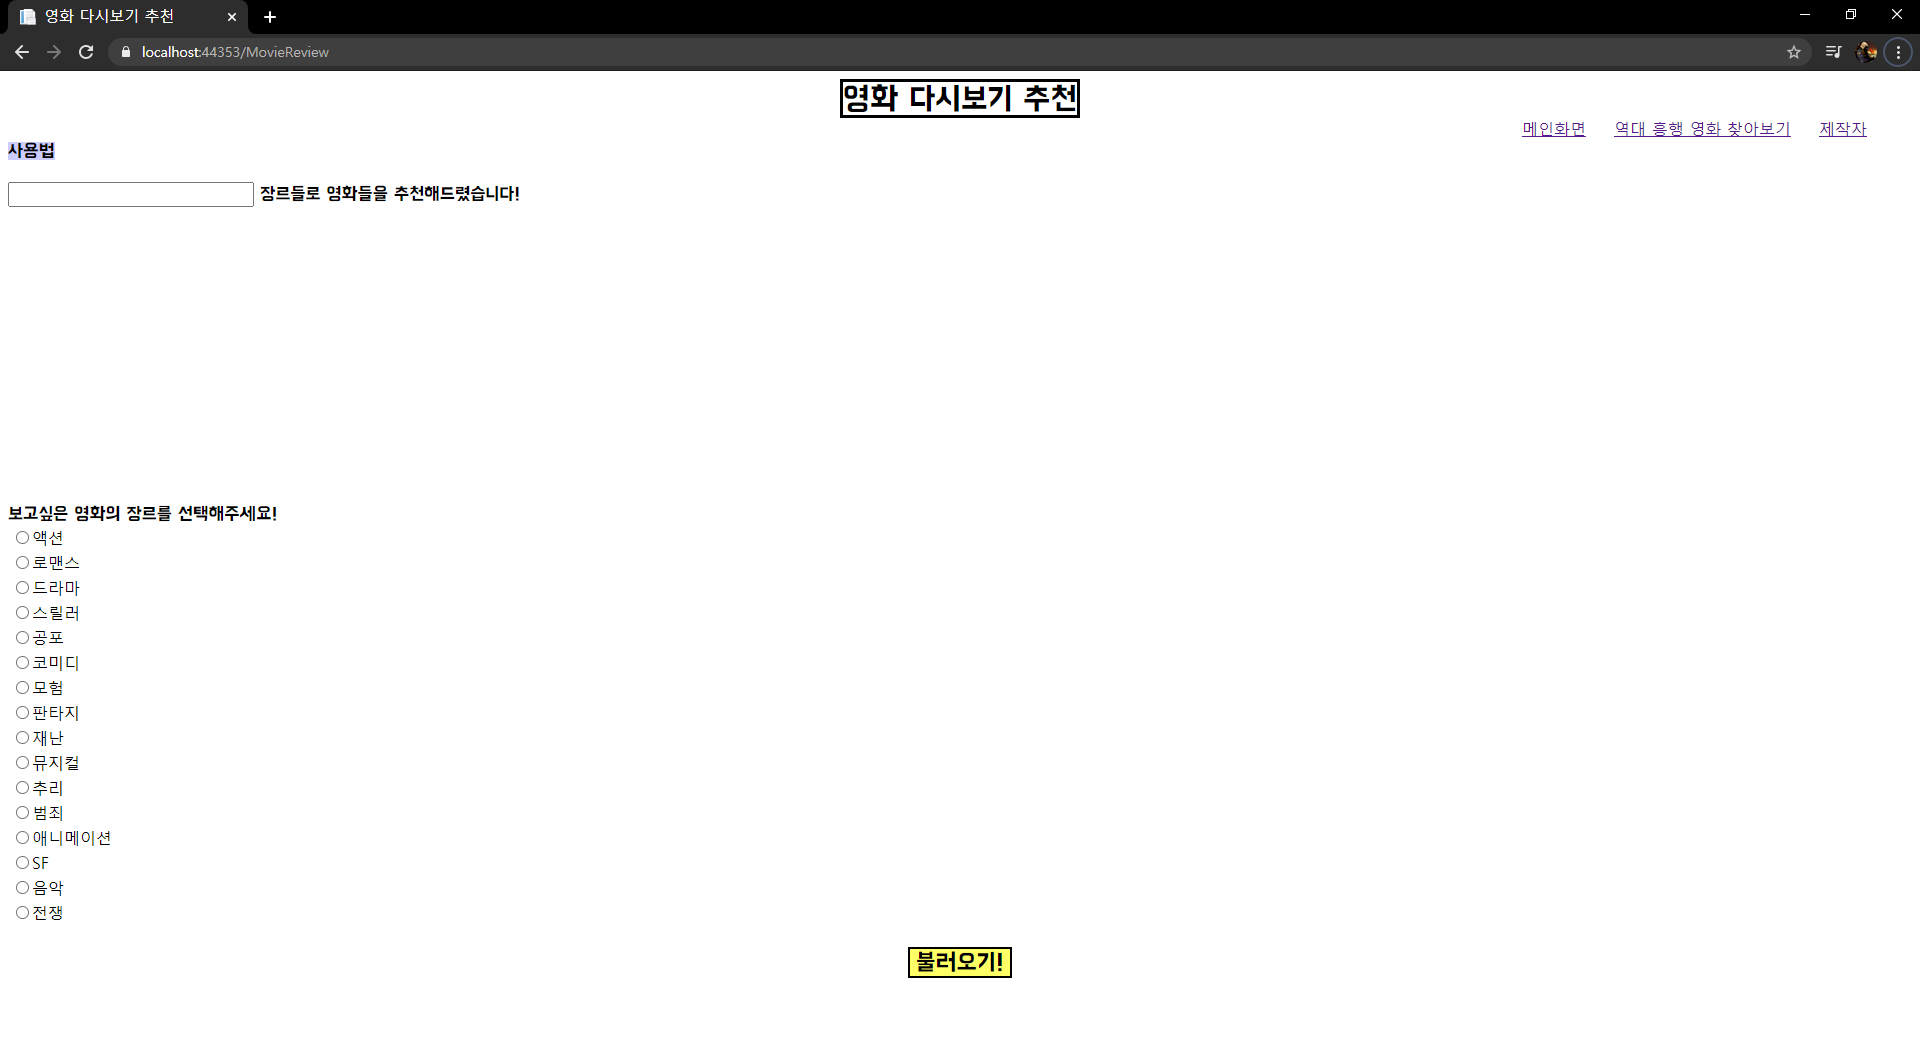 영화 다시보기 추천
localhost:44353/MovieReview
영화 다시보기 추천
메인화면 역대 흥행 영화 찾아보기 제작자
사용법
장르들로 영화들을 추천해드렸습니다!
보고싶은 영화의 장르를 선택해주세요!
액션
로맨스
드라마
스릴러
공포
코미디
모험
판타지
재난
뮤지컬
추리
범죄
애니메이션
SF
음악
전쟁
불러오기!